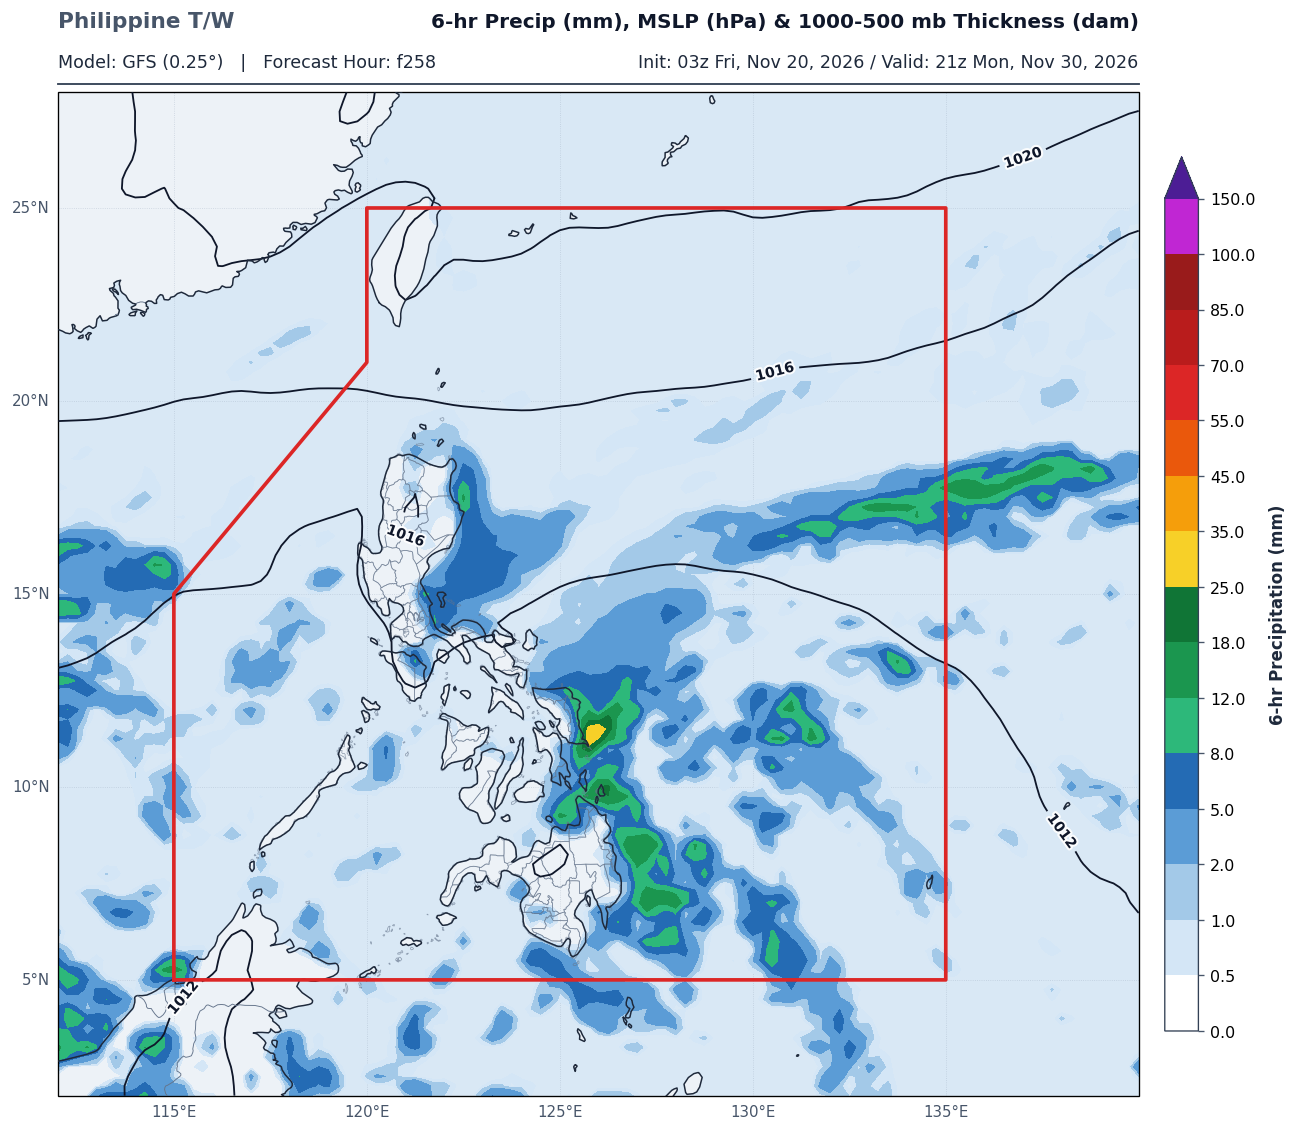 Philippine T/W
6-hr Precip (mm), MSLP (hPa) & 1000-500 mb Thickness (dam)
Model: GFS (0.25°) | Forecast Hour: f258
Init: 03z Fri, Nov 20, 2026 / Valid: 21z Mon, Nov 30, 2026
1020
1016
1016
1012
1012
25°N
20°N
15°N
10°N
5°N
115°E
120°E
125°E
130°E
135°E
150.0
100.0
85.0
70.0
55.0
45.0
35.0
25.0
18.0
12.0
8.0
5.0
2.0
1.0
0.5
0.0
6-hr Precipitation (mm)